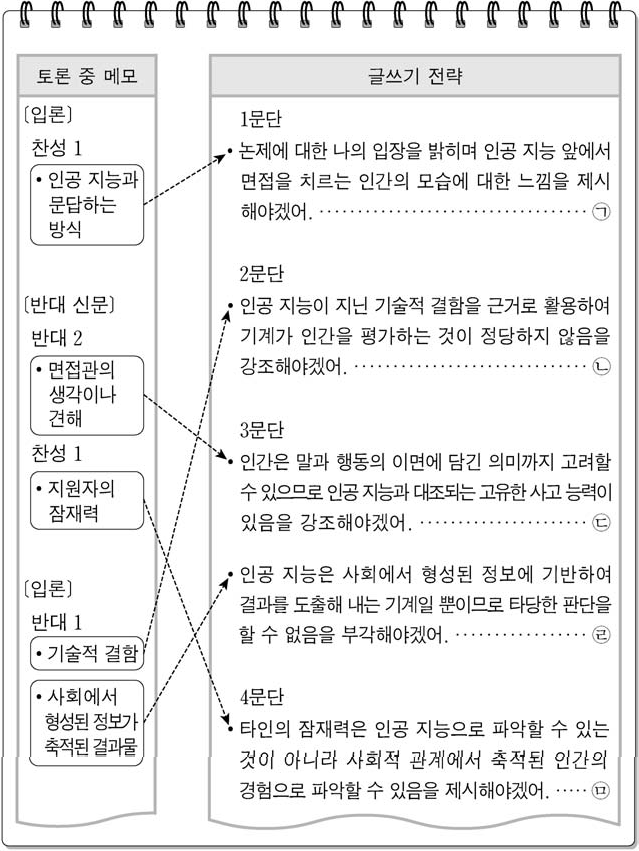 토론 중 메모
〔입론〕
찬성 1
• 인공 지능과
문답하는
방식
〔반대 신문〕
반대 2
• 면접관의
생각이나
견해
찬성 1
• 지원자의
잠재력
〔입론〕
반대 1
• 기술적 결함
• 사회에서
형성된 정보가
축적된 결과물
글쓰기 전략
1문단
• 논제에 대한 나의 입장을 밝히며 인공 지능 앞에서
면접을 치르는 인간의 모습에 대한 느낌을 제시
해야겠어. ·································· ㉠
2문단
• 인공 지능이 지닌 기술적 결함을 근거로 활용하여
기계가 인간을 평가하는 것이 정당하지 않음을
강조해야겠어. ······························ ㉡
3문단
• 인간은 말과 행동의 이면에 담긴 의미까지 고려할
수 있으므로 인공 지능과 대조되는 고유한 사고 능력이
있음을 강조해야겠어. ····················· ㉢
• 인공 지능은 사회에서 형성된 정보에 기반하여
결과를 도출해 내는 기계일 뿐이므로 타당한 판단을
할 수 없음을 부각해야겠어. ················· ㉣
4문단
• 타인의 잠재력은 인공 지능으로 파악할 수 있는
것이 아니라 사회적 관계에서 축적된 인간의
경험으로 파악할 수 있음을 제시해야겠어. ····· ㉤